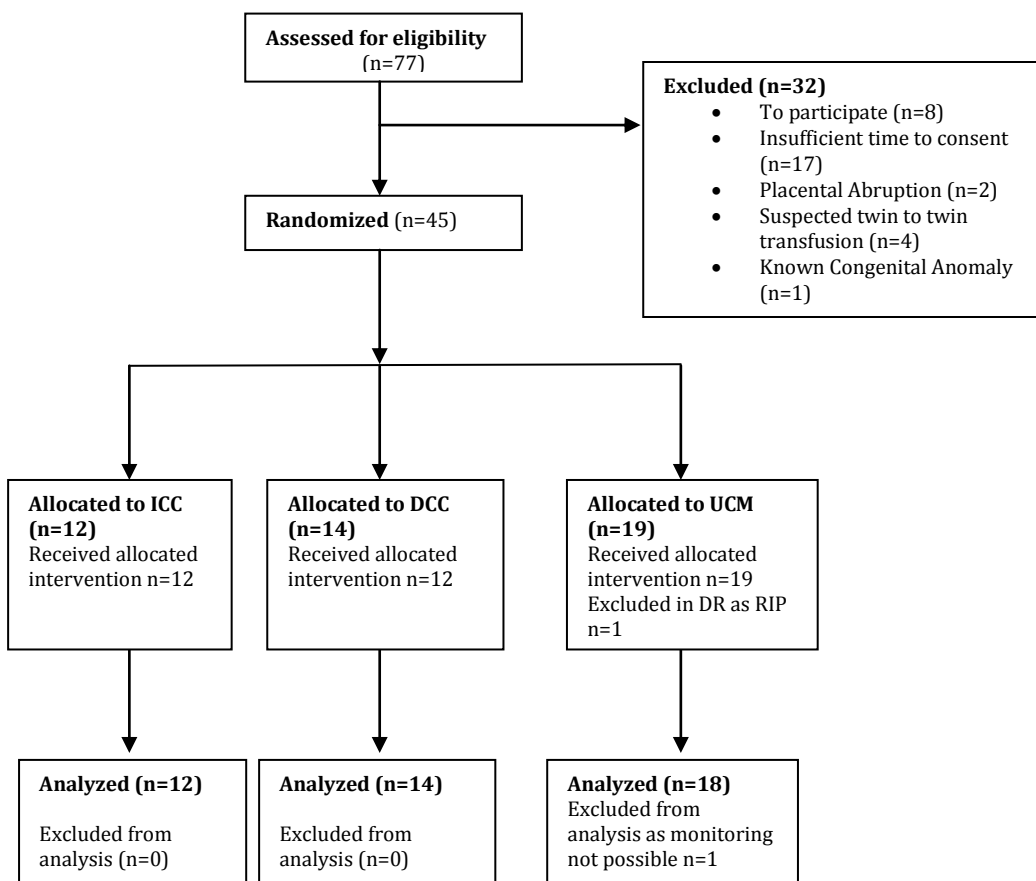 Assessed for eligibility
(n=77)
Excluded (n=32)
• To participate (n=8)
• Insufficient time to consent
(n=17)
• Placental Abruption (n=2)
• Suspected twin to twin
transfusion (n=4)
• Known Congenital Anomaly
(n=1)
Randomized (n=45)
Allocated to ICC
(n=12)
Received allocated
intervention n=12
Allocated to DCC
(n=14)
Received allocated
intervention n=12
Allocated to UCM
(n=19)
Received allocated
intervention n=19
Excluded in DR as RIP
n=1
Analyzed (n=12)
Excluded from
analysis (n=0)
Analyzed (n=14)
Excluded from
analysis (n=0)
Analyzed (n=18)
Excluded from
analysis as monitoring
not possible n=1